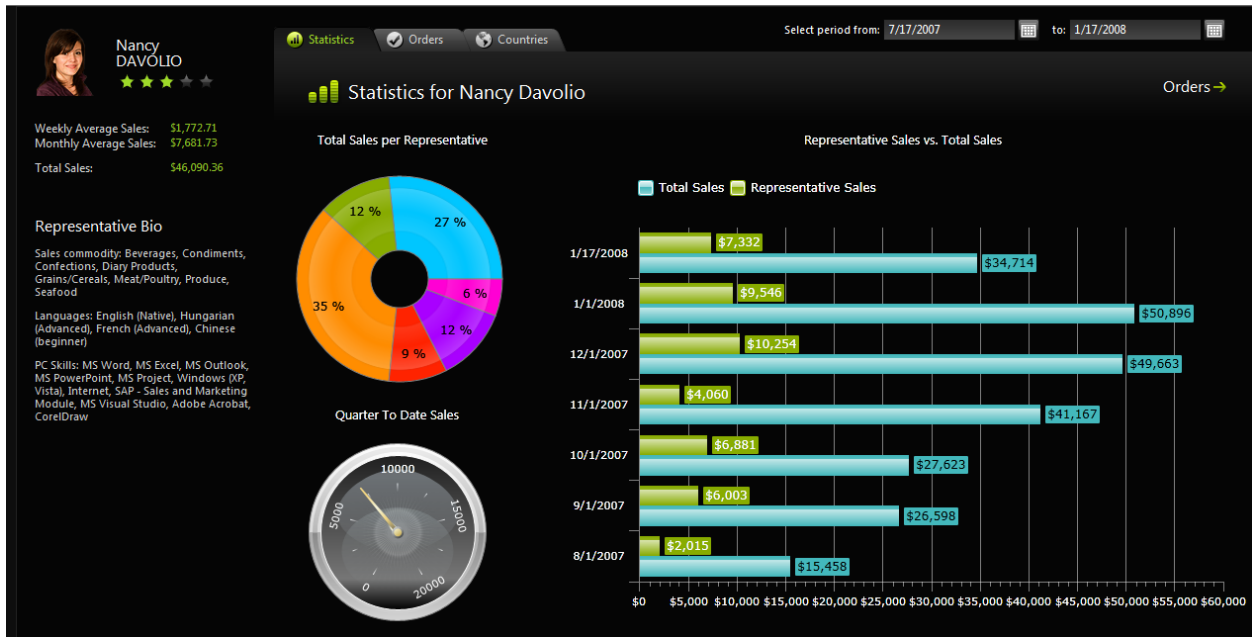 Nancy
DAVOLIO
Weekly Average Sales: $1,772.71
Monthly Average Sales: $7,681.73
Total Sales: $46,090.36
Representative Bio
Sales commodity: Beverages, Condiments,
Confections, Diary Products,
Grains/Cereals, Meat/Poultry, Produce,
Seafood
Languages: English (Native), Hungarian
(Advanced), French (Advanced), Chinese
(beginner)
PC Skills: MS Word, MS Excel, MS Outlook,
MS PowerPoint, MS Project, Windows (XP,
Vista), Internet, SAP - Sales and Marketing
Module, MS Visual Studio, Adobe Acrobat,
CorelDraw
Statistics Orders Countries
Select period from: 7/17/2007 to: 1/17/2008
Statistics for Nancy Davolio
Orders
Total Sales per Representative
12 %
27 %
35 %
6 %
12 %
9 %
Quarter To Date Sales
10000
5000
15000
0
20000
Representative Sales vs. Total Sales
Total Sales Representative Sales
1/17/2008 $7,332 $34,714
1/1/2008 $9,546 $50,896
12/1/2007 $10,254 $49,663
11/1/2007 $4,060 $41,167
10/1/2007 $6,881 $27,623
9/1/2007 $6,003 $26,598
8/1/2007 $2,015 $15,458
$0 $5,000 $10,000 $15,000 $20,000 $25,000 $30,000 $35,000 $40,000 $45,000 $50,000 $55,000 $60,000